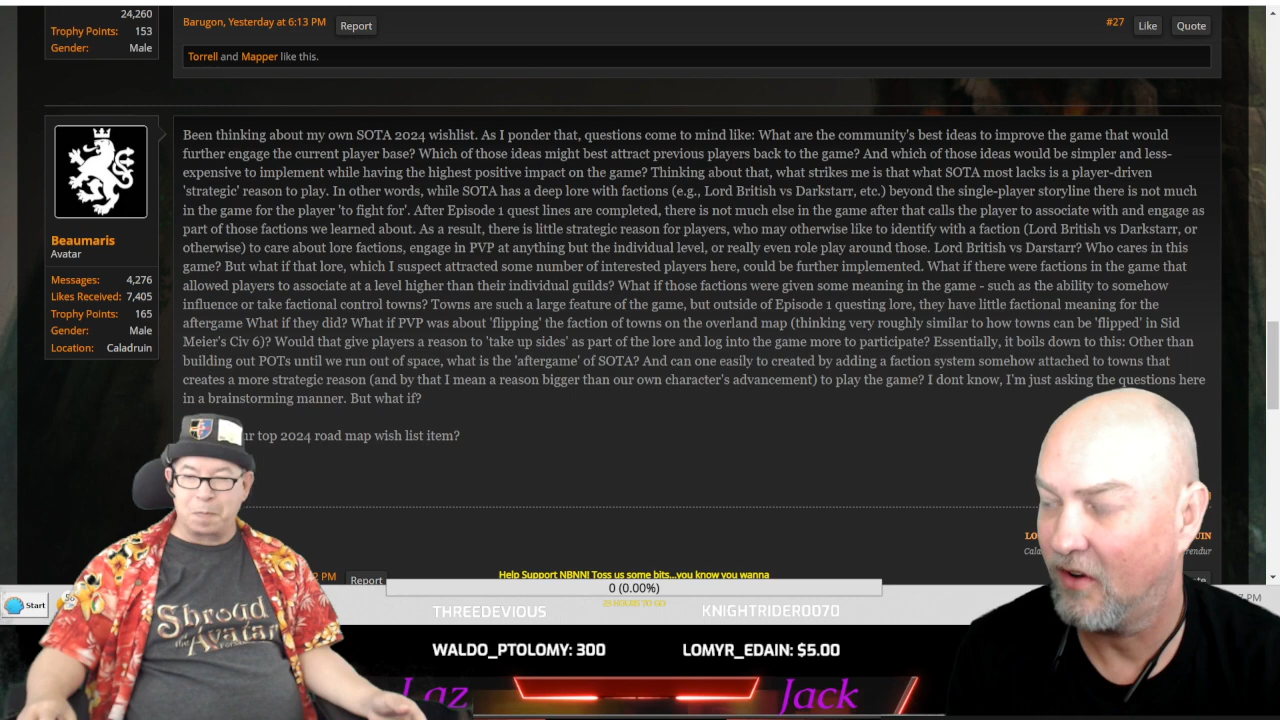 24,260
Trophy Points: 153
Gender: Male
Barugon, Yesterday at 6:13 PM Report
#27 Like Quote
Torrell and Mapper like this.
Beaumaris
Avatar
Messages: 4,276
Likes Received: 7,405
Trophy Points: 165
Gender: Male
Location: Caladruin
Been thinking about my own SOTA 2024 wishlist. As I ponder that, questions come to mind like: What are the community's best ideas to improve the game that would
further engage the current player base? Which of those ideas might best attract previous players back to the game? And which of those ideas would be simpler and less-
expensive to implement while having the highest positive impact on the game? Thinking about that, what strikes me is that what SOTA most lacks is a player-driven
'strategic' reason to play. In other words, while SOTA has a deep lore with factions (e.g., Lord British vs Darkstarr, etc.) beyond the single-player storyline there is not much
in the game for the player 'to fight for'. After Episode 1 quest lines are completed, there is not much else in the game after that calls the player to associate with and engage as
part of those factions we learned about. As a result, there is little strategic reason for players, who may otherwise like to identify with a faction (Lord British vs Darkstarr, or
otherwise) to care about lore factions, engage in PVP at anything but the individual level, or really even role play around those. Lord British vs Darstarr? Who cares in this
game? But what if that lore, which I suspect attracted some number of interested players here, could be further implemented. What if there were factions in the game that
allowed players to associate at a level higher than their individual guilds? What if those factions were given some meaning in the game - such as the ability to somehow
influence or take factional control towns? Towns are such a large feature of the game, but outside of Episode 1 questing lore, they have little factional meaning for the
aftergame What if they did? What if PVP was about 'flipping' the faction of towns on the overland map (thinking very roughly similar to how towns can be 'flipped' in Sid
Meier's Civ 6)? Would that give players a reason to 'take up sides' as part of the lore and log into the game more to participate? Essentially, it boils down to this: Other than
building out POTs until we run out of space, what is the 'aftergame' of SOTA? And can one easily to created by adding a faction system somehow attached to towns that
creates a more strategic reason (and by that I mean a reason bigger than our own character's advancement) to play the game? I dont know, I'm just asking the questions here
in a brainstorming manner. But what if?
top 2024 road map wish list item?
PM Report
Help Support NBNN! Toss us some bits...you know you wanna
0 (0.00%)
Start
PM
THREEDEVIOUS KNIGHTRIDER0070
WALDO_PTOLOMY: 300 LOMYR_EDAIN: $5.00
Laz Jack
Shroud
of the Avatar